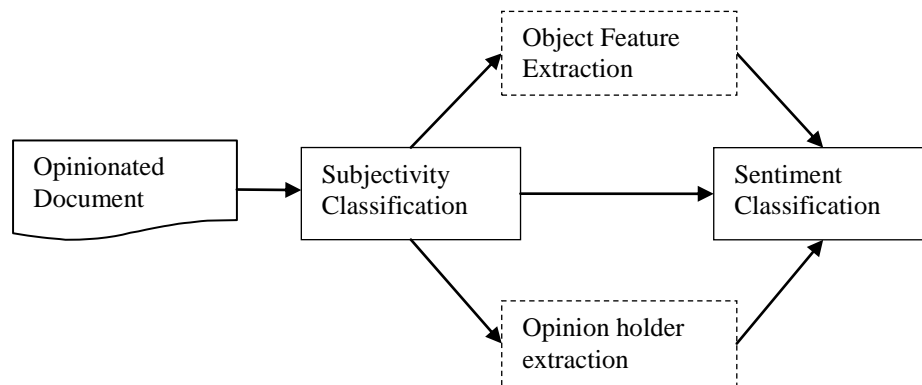 Object Feature
Extraction
Opinionated
Document
Subjectivity
Classification
Sentiment
Classification
Opinion holder
extraction